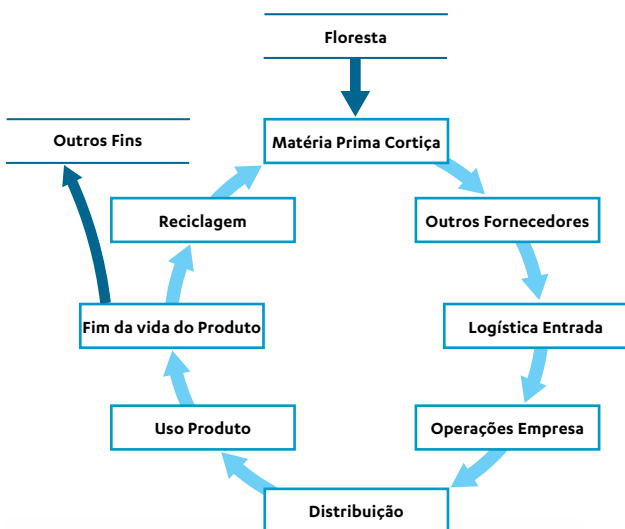 Floresta
Outros Fins
Matéria Prima Cortiça
Reciclagem
Outros Fornecedores
Fim da vida do Produto
Logística Entrada
Uso Produto
Operações Empresa
Distribuição